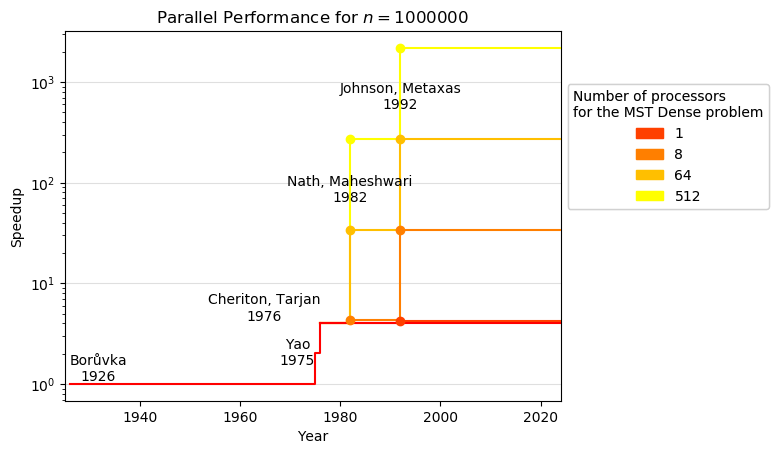 Parallel Performance for n = 1000000
10³
10²
10¹
10⁰
Speedup
Johnson, Metaxas
1992
Nath, Maheshwari
1982
Cheriton, Tarjan
1976
Yao
1975
Borůvka
1926
1940
1960
1980
2000
2020
Year
Number of processors
for the MST Dense problem
1
8
64
512